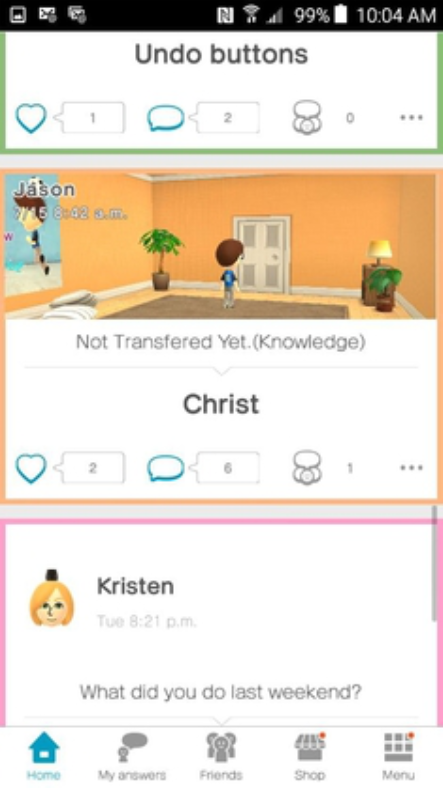 99% 10:04 AM
Undo buttons
1 2 0
Jason
7/15 8:42 a.m.
W
Not Transfered Yet.(Knowledge)
Christ
2 6 1
Kristen
Tue 8:21 p.m.
What did you do last weekend?
Home My answers Friends Shop Menu